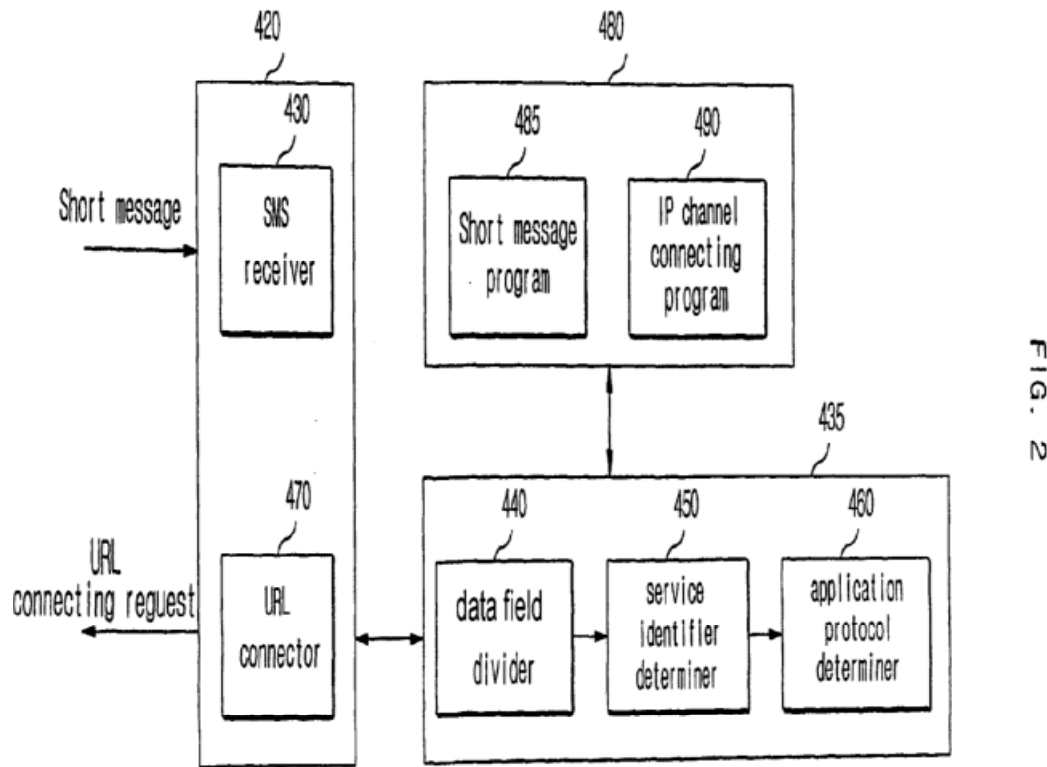 420
480
430
485
490
Short message
SMS
receiver
Short message
program
IP channel
connecting
program
FIG. 2
435
470
440
450
460
URL
connecting reguest
URL
connector
data field
divider
service
identifier
determiner
application
protocol
determiner